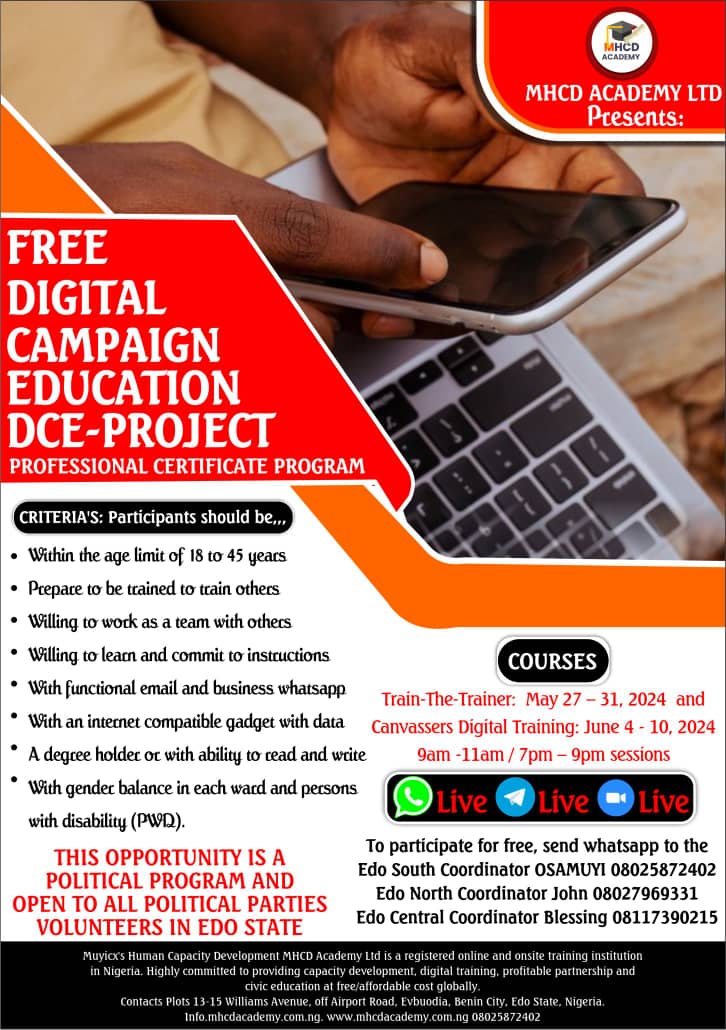 MHCD
ACADEMY
MHCD ACADEMY LTD
Presents:
FREE
DIGITAL
CAMPAIGN
EDUCATION
DCE-PROJECT
PROFESSIONAL CERTIFICATE PROGRAM
CRITERIA'S: Participants should be,,,
• Within the age limit of 18 to 45 years
• Prepare to be trained to train others
• Willing to work as a team with others
• Willing to learn and commit to instructions
• With functional email and business whatsapp
• With an internet compatible gadget with data
• A degree holder or with ability to read and write
• With gender balance in each ward and persons
with disability (PWD).
THIS OPPORTUNITY IS A
POLITICAL PROGRAM AND
OPEN TO ALL POLITICAL PARTIES
VOLUNTEERS IN EDO STATE
COURSES
Train-The-Trainer: May 27 – 31, 2024 and
Canvassers Digital Training: June 4 - 10, 2024
9am -11am / 7pm – 9pm sessions
Live Live Live
To participate for free, send whatsapp to the
Edo South Coordinator OSAMUYI 08025872402
Edo North Coordinator John 08027969331
Edo Central Coordinator Blessing 08117390215
Muyicx's Human Capacity Development MHCD Academy Ltd is a registered online and onsite training institution
in Nigeria. Highly committed to providing capacity development, digital training, profitable partnership and
civic education at free/affordable cost globally.
Contacts Plots 13-15 Williams Avenue, off Airport Road, Evbuodia, Benin City, Edo State, Nigeria.
Info.mhcdacademy.com.ng. www.mhcdacademy.com.ng 08025872402